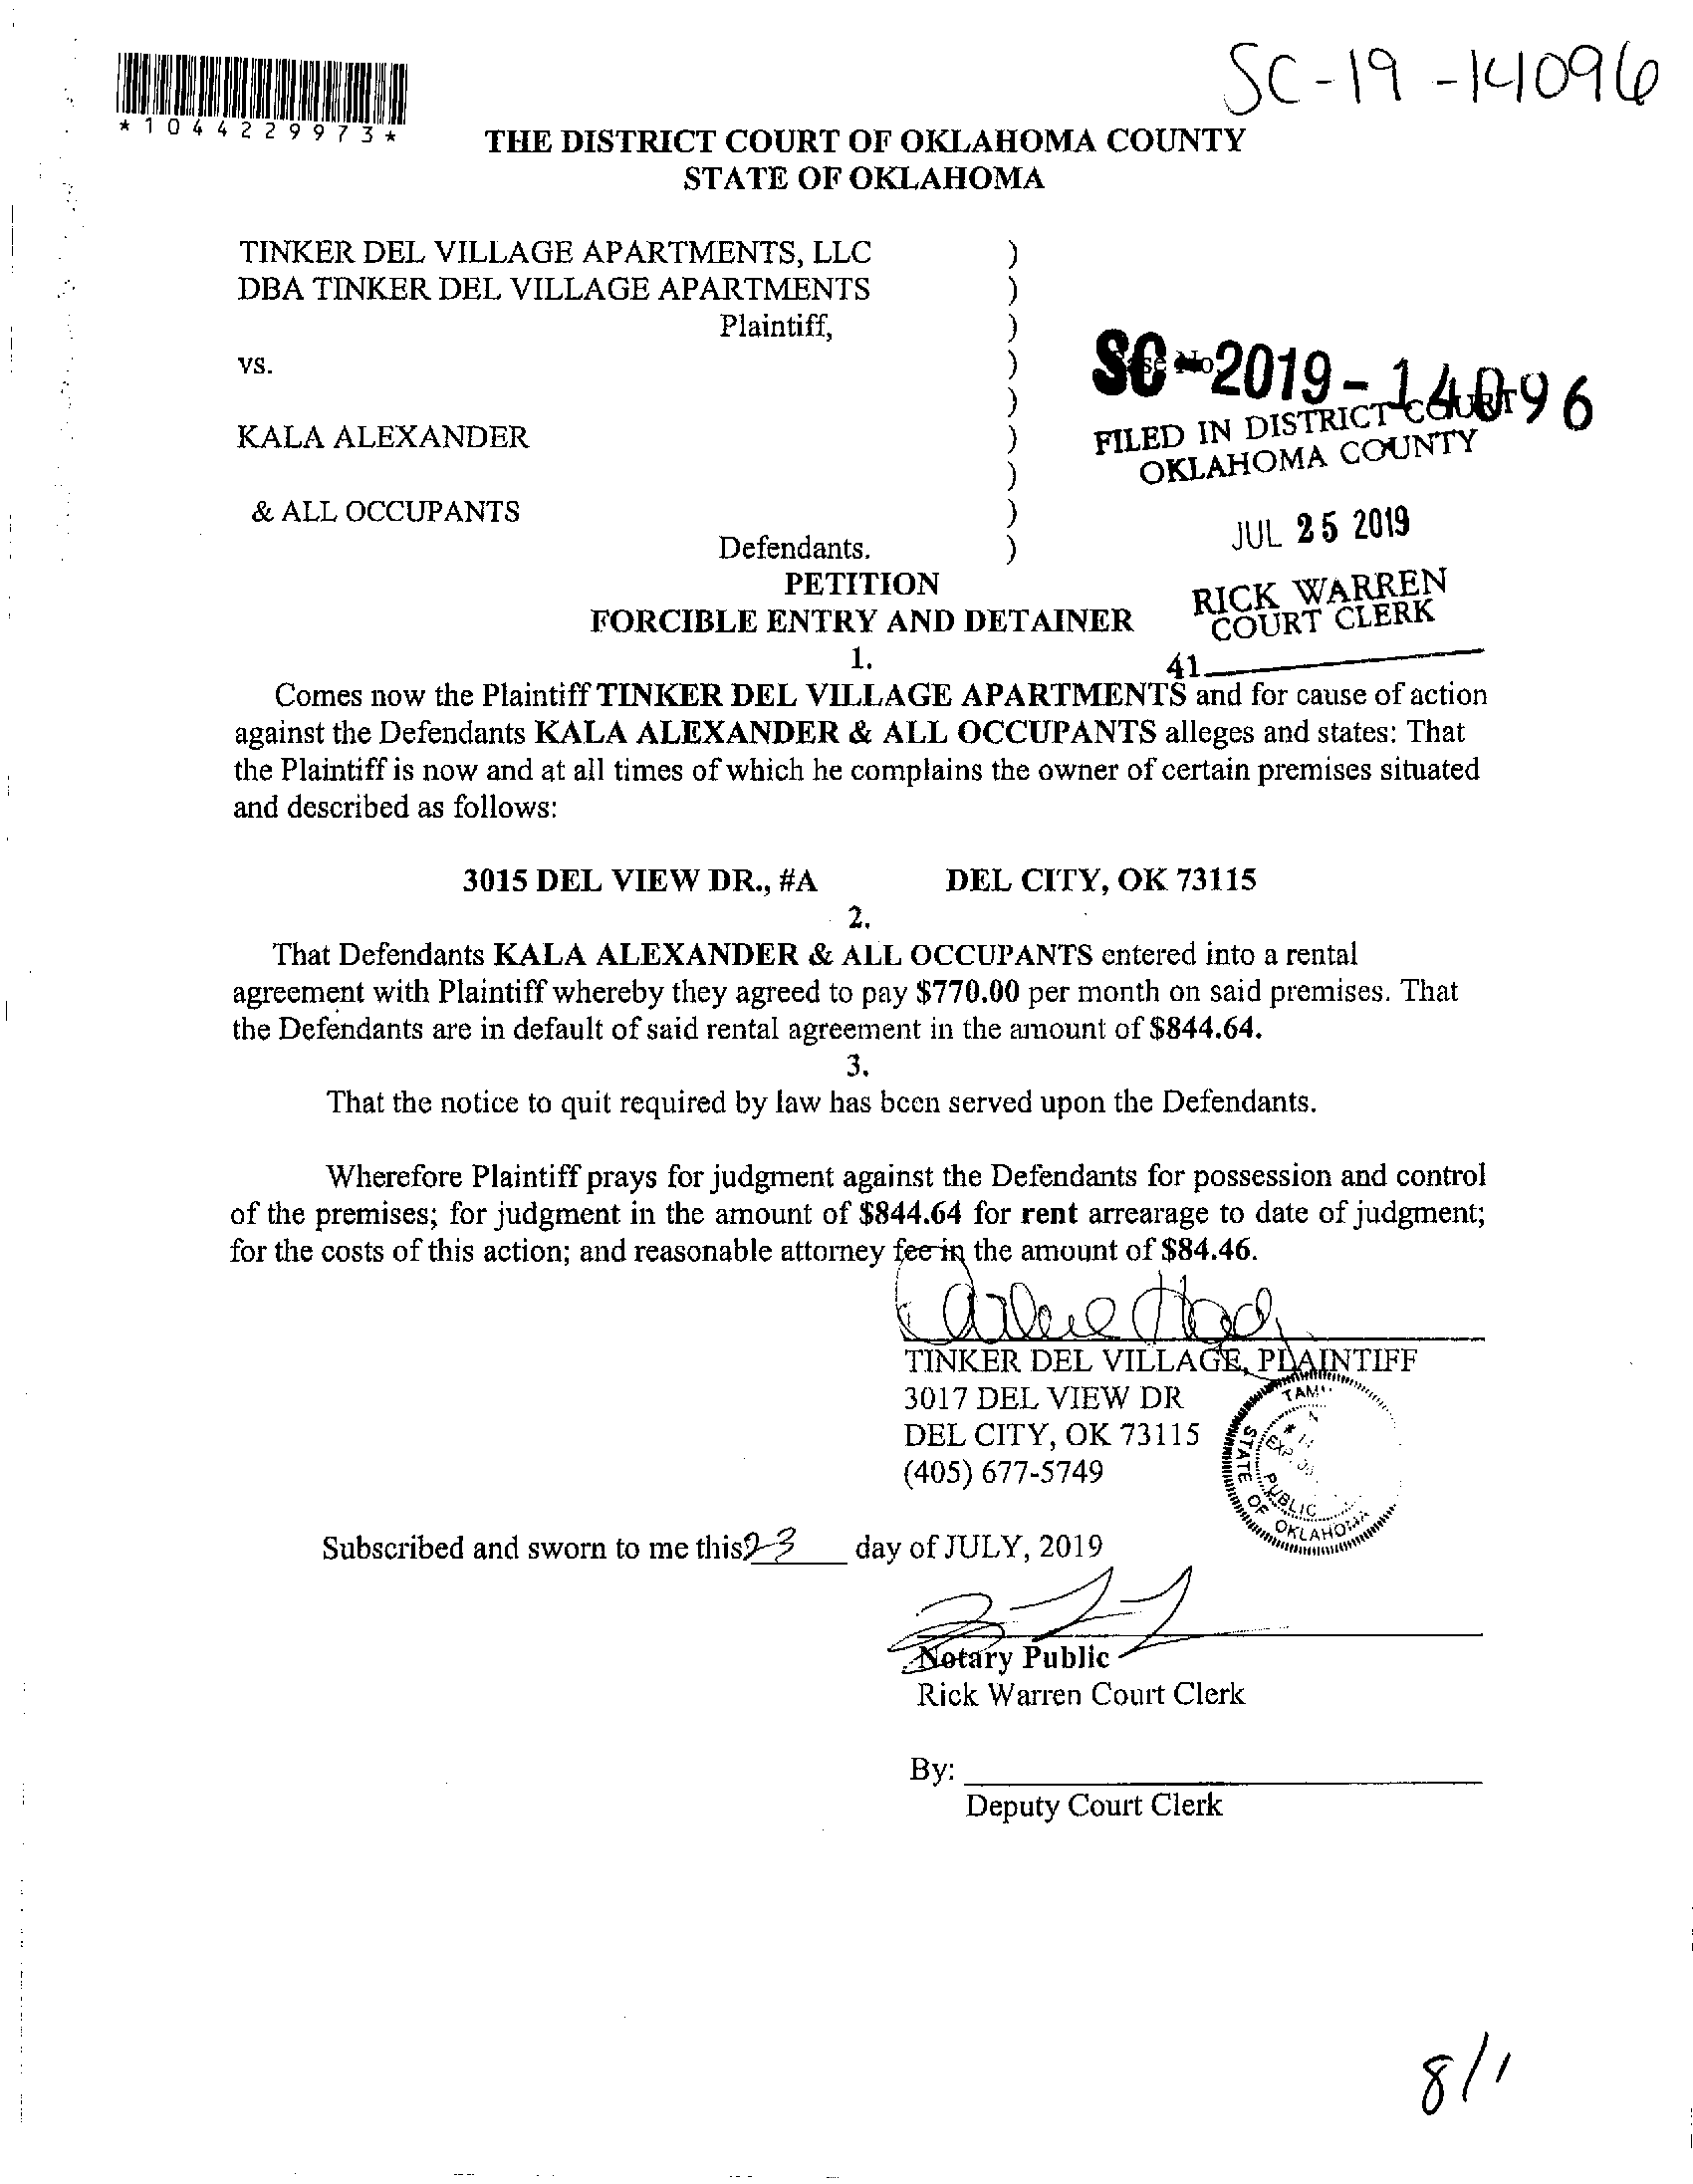 SC-19-14096
*1044229973*
THE DISTRICT COURT OF OKLAHOMA COUNTY
STATE OF OKLAHOMA
TINKER DEL VILLAGE APARTMENTS, LLC )
DBA TINKER DEL VILLAGE APARTMENTS )
Plaintiff, )
vs. )
)
KALA ALEXANDER )
)
& ALL OCCUPANTS )
Defendants. )
SC-2019-14096
FILED IN DISTRICT COURT
OKLAHOMA COUNTY
JUL 25 2019
RICK WARREN
COURT CLERK
41
PETITION
FORCIBLE ENTRY AND DETAINER
1.
Comes now the Plaintiff TINKER DEL VILLAGE APARTMENTS and for cause of action
against the Defendants KALA ALEXANDER & ALL OCCUPANTS alleges and states: That
the Plaintiff is now and at all times of which he complains the owner of certain premises situated
and described as follows:
3015 DEL VIEW DR., #A DEL CITY, OK 73115
2.
That Defendants KALA ALEXANDER & ALL OCCUPANTS entered into a rental
agreement with Plaintiff whereby they agreed to pay $770.00 per month on said premises. That
the Defendants are in default of said rental agreement in the amount of $844.64.
3.
That the notice to quit required by law has been served upon the Defendants.
Wherefore Plaintiff prays for judgment against the Defendants for possession and control
of the premises; for judgment in the amount of $844.64 for rent arrearage to date of judgment;
for the costs of this action; and reasonable attorney fee in the amount of $84.46.
TINKER DEL VILLAGE, PLAINTIFF
3017 DEL VIEW DR
DEL CITY, OK 73115
(405) 677-5749
STATE OF OKLAHOMA
PUBLIC
EXP.
Subscribed and sworn to me this 23 day of JULY, 2019
Notary Public
Rick Warren Court Clerk
By:
Deputy Court Clerk
8/1